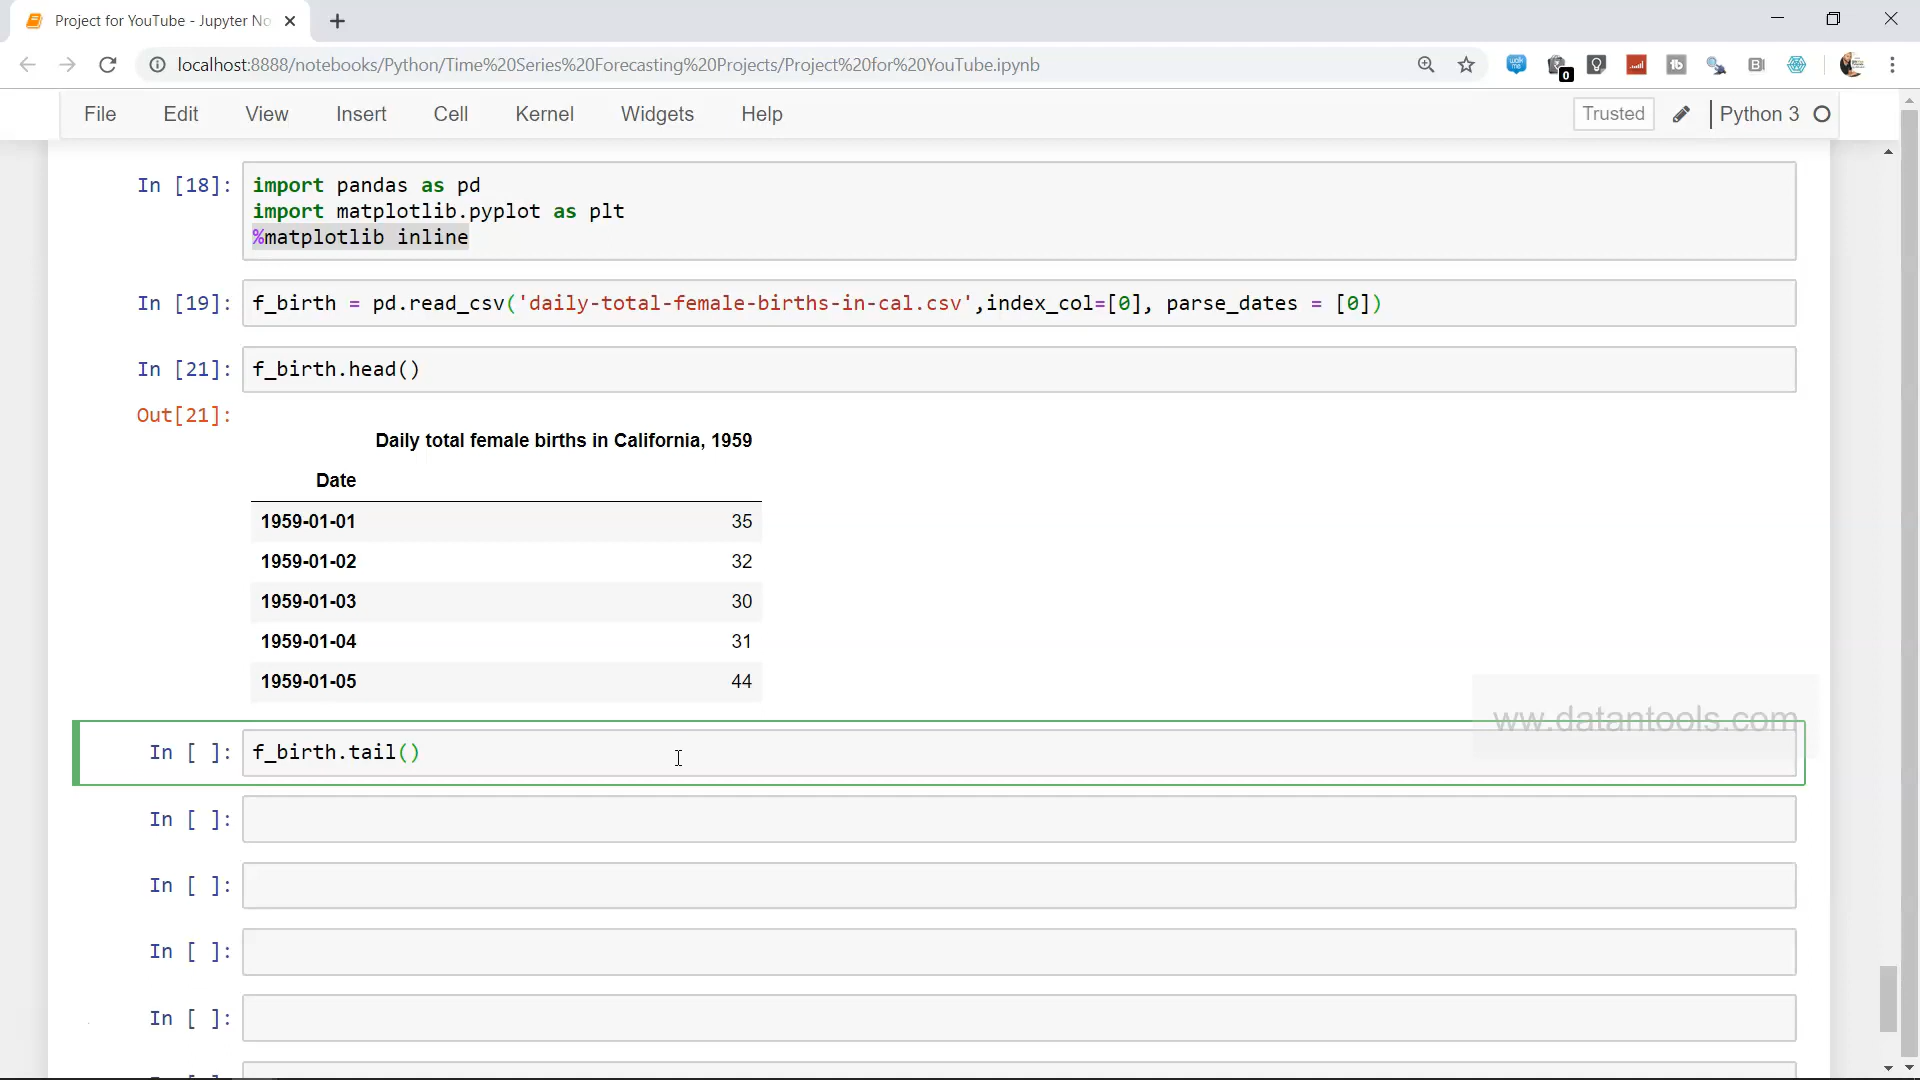 Project for YouTube - Jupyter No
localhost:8888/notebooks/Python/Time%20Series%20Forecasting%20Projects/Project%20for%20YouTube.ipynb
0
tb
B
File Edit View Insert Cell Kernel Widgets Help Trusted Python 3
In [18]: import pandas as pd
import matplotlib.pyplot as plt
%matplotlib inline
In [19]: f_birth = pd.read_csv('daily-total-female-births-in-cal.csv',index_col=[0], parse_dates = [0])
In [21]: f_birth.head()
Out[21]:
Daily total female births in California, 1959
Date
1959-01-01 35
1959-01-02 32
1959-01-03 30
1959-01-04 31
1959-01-05 44
ww.datantools.com
In [ ]: f_birth.tail()
In [ ]:
In [ ]:
In [ ]:
In [ ]: